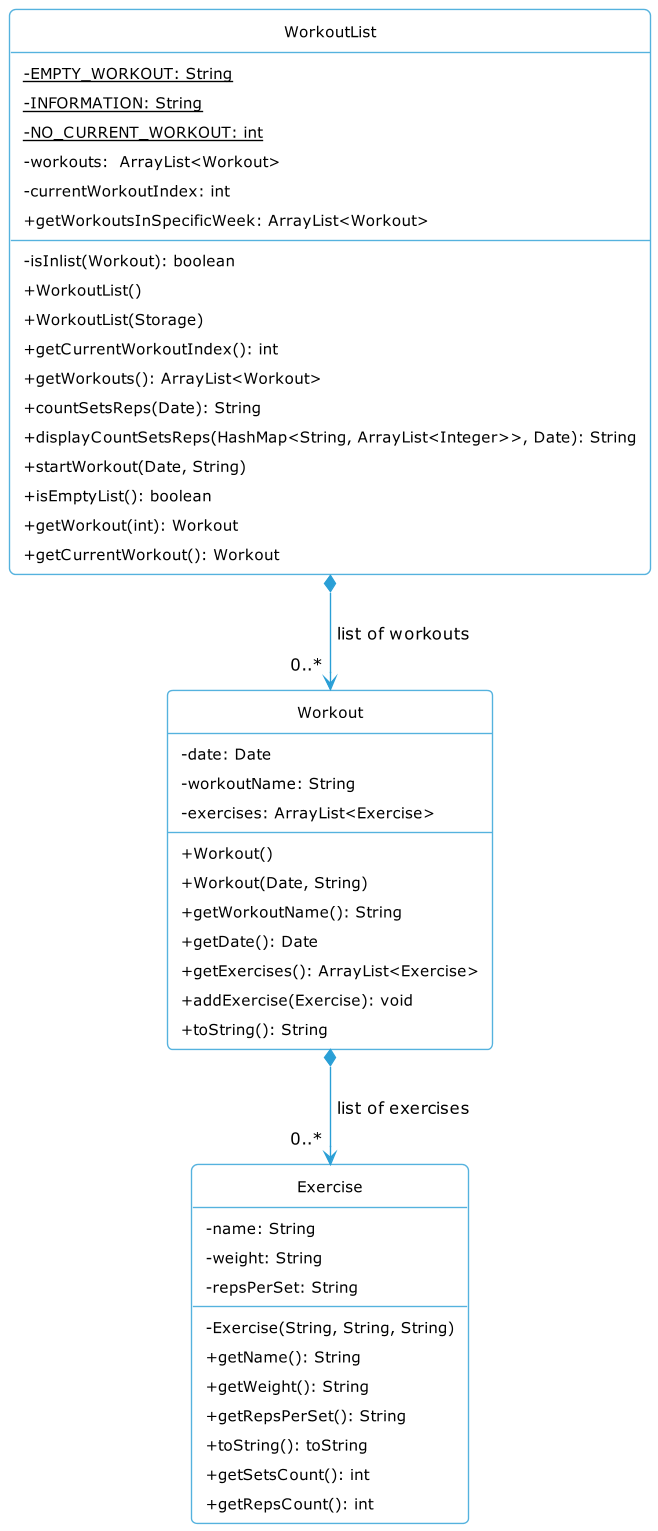 WorkoutList
-EMPTY_WORKOUT: String
-INFORMATION: String
-NO_CURRENT_WORKOUT: int
-workouts:  ArrayList<Workout>
-currentWorkoutIndex: int
+getWorkoutsInSpecificWeek: ArrayList<Workout>
-isInlist(Workout): boolean
+WorkoutList()
+WorkoutList(Storage)
+getCurrentWorkoutIndex(): int
+getWorkouts(): ArrayList<Workout>
+countSetsReps(Date): String
+displayCountSetsReps(HashMap<String, ArrayList<Integer>>, Date): String
+startWorkout(Date, String)
+isEmptyList(): boolean
+getWorkout(int): Workout
+getCurrentWorkout(): Workout
list of workouts
0..*
Workout
-date: Date
-workoutName: String
-exercises: ArrayList<Exercise>
+Workout()
+Workout(Date, String)
+getWorkoutName(): String
+getDate(): Date
+getExercises(): ArrayList<Exercise>
+addExercise(Exercise): void
+toString(): String
list of exercises
0..*
Exercise
-name: String
-weight: String
-repsPerSet: String
-Exercise(String, String, String)
+getName(): String
+getWeight(): String
+getRepsPerSet(): String
+toString(): toString
+getSetsCount(): int
+getRepsCount(): int